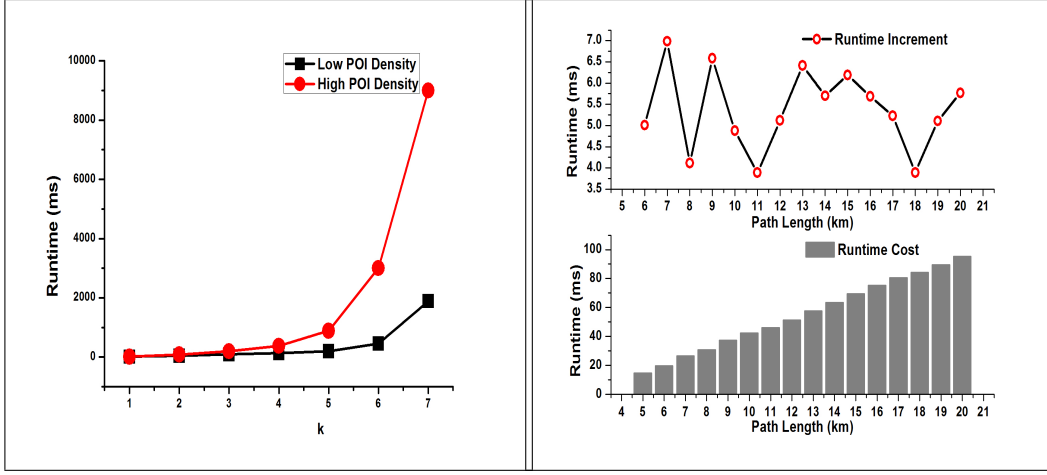 Low POI Density
High POI Density
10000
8000
6000
4000
2000
0
Runtime (ms)
1 2 3 4 5 6 7
k
Runtime Increment
7.0
6.5
6.0
5.5
5.0
4.5
4.0
3.5
Runtime (ms)
5 6 7 8 9 10 11 12 13 14 15 16 17 18 19 20 21
Path Length (km)
Runtime Cost
100
80
60
40
20
0
Runtime (ms)
4 5 6 7 8 9 10 11 12 13 14 15 16 17 18 19 20 21
Path Length (km)